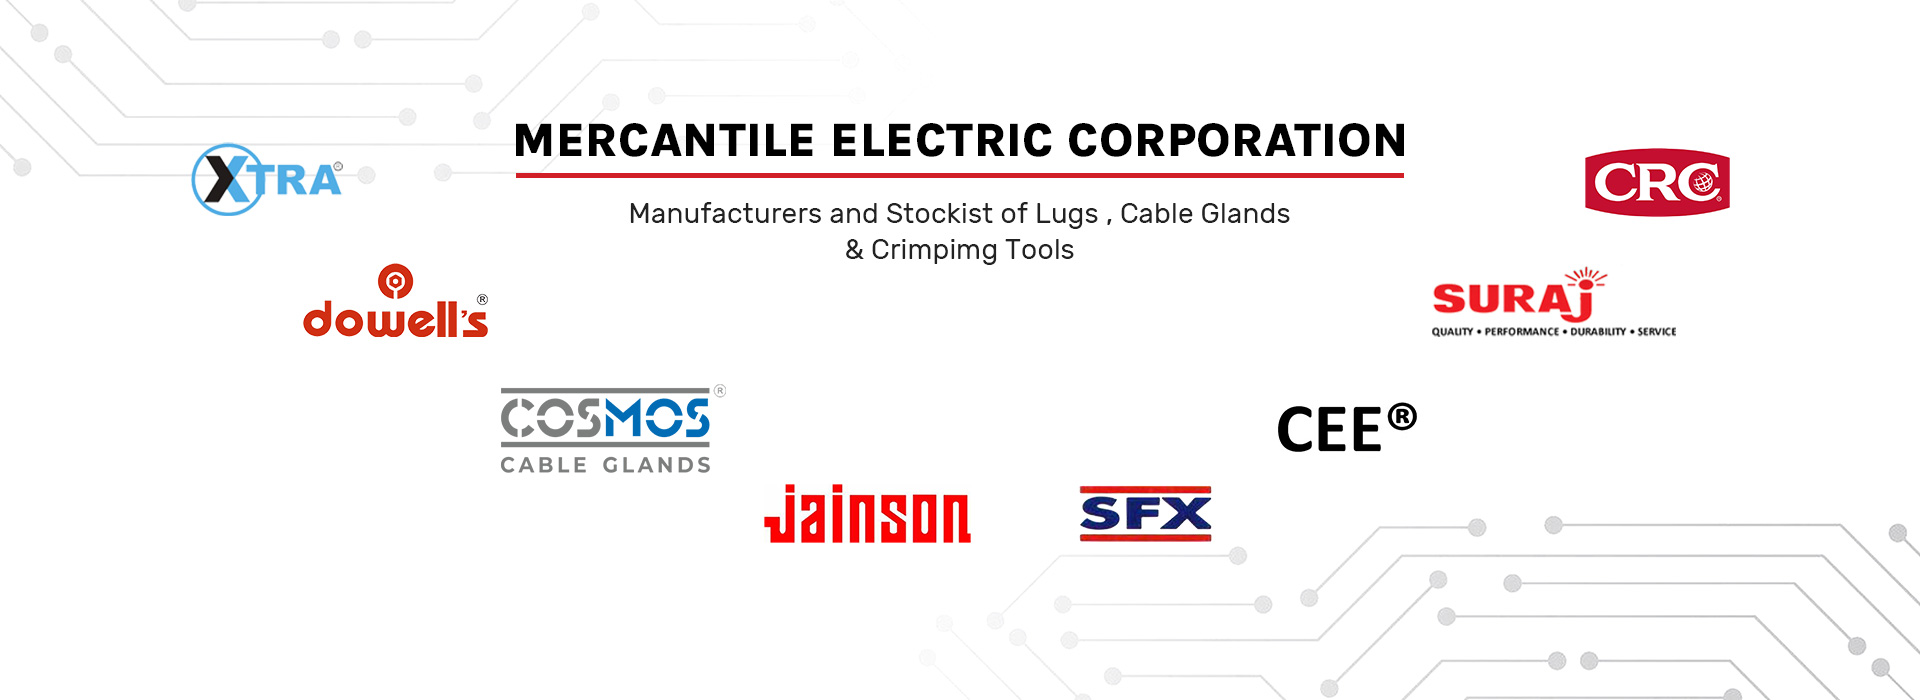 MERCANTILE ELECTRIC CORPORATION
Manufacturers and Stockist of Lugs , Cable Glands
& Crimpimg Tools
XTRA®
CRC®
dowell's®
SURAj
QUALITY • PERFORMANCE • DURABILITY • SERVICE
COSMOS®
CABLE GLANDS
CEE®
jainson
SFX